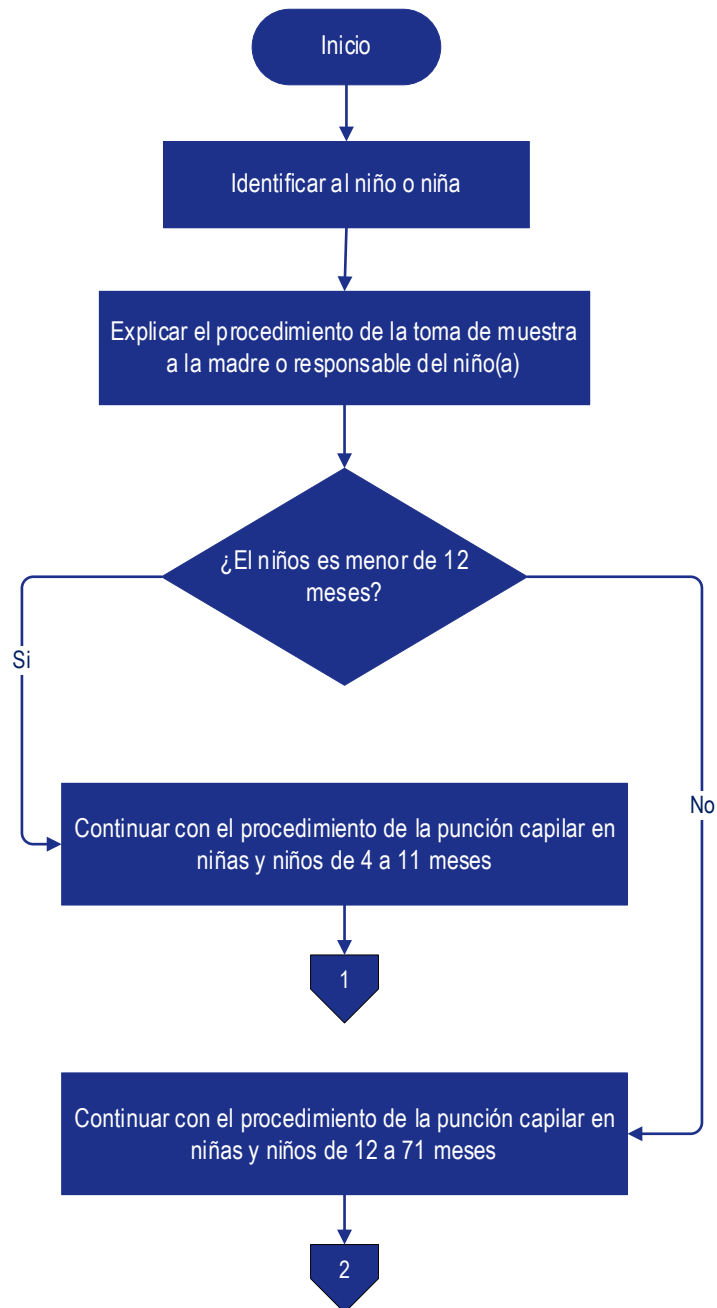 Inicio
Identificar al niño o niña
Explicar el procedimiento de la toma de muestra
a la madre o responsable del niño(a)
¿El niños es menor de 12
meses?
Si
No
Continuar con el procedimiento de la punción capilar en
niñas y niños de 4 a 11 meses
1
Continuar con el procedimiento de la punción capilar en
niñas y niños de 12 a 71 meses
2